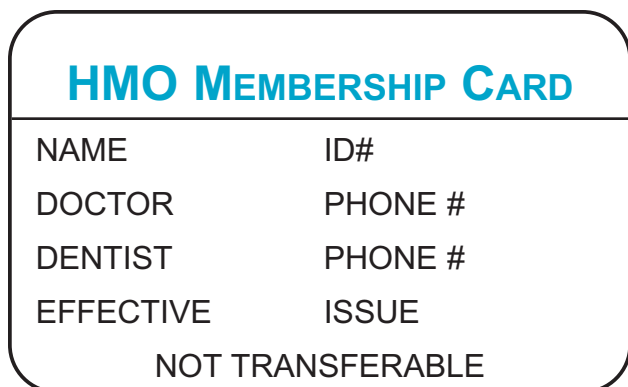 HMO MEMBERSHIP CARD
NAME ID#
DOCTOR PHONE #
DENTIST PHONE #
EFFECTIVE ISSUE
NOT TRANSFERABLE